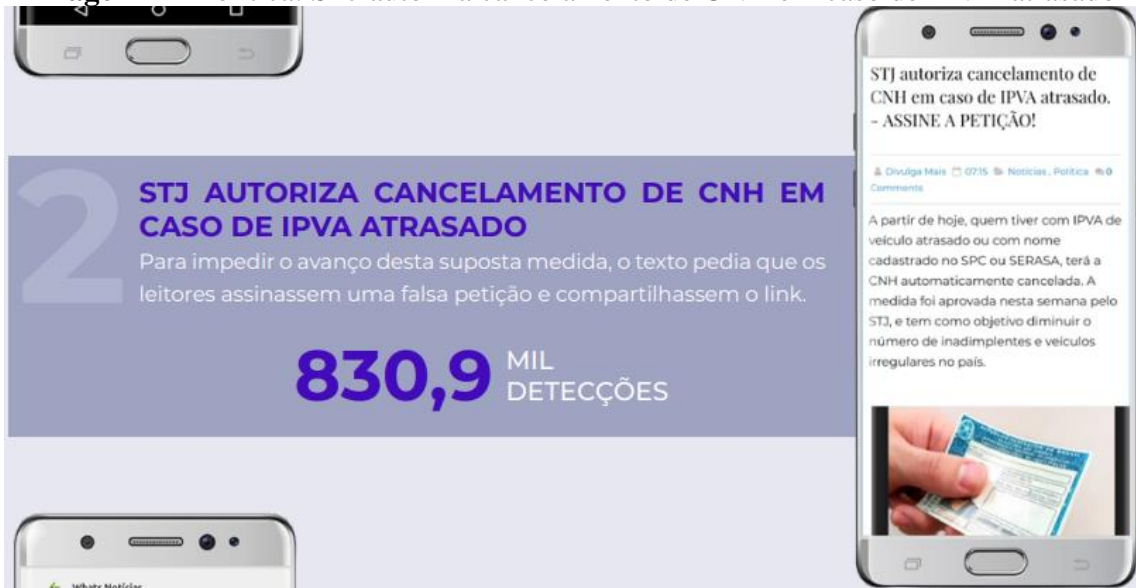 2
STJ AUTORIZA CANCELAMENTO DE CNH EM
CASO DE IPVA ATRASADO
Para impedir o avanço desta suposta medida, o texto pedia que os
leitores assinassem uma falsa petição e compartilhassem o link.
830,9 MIL
DETECÇÕES
STJ autoriza cancelamento de
CNH em caso de IPVA atrasado.
- ASSINE A PETIÇÃO!
Divulga Mais 07:15 Notícias, Política 0
Comments
A partir de hoje, quem tiver com IPVA de
veículo atrasado ou com nome
cadastrado no SPC ou SERASA, terá a
CNH automaticamente cancelada. A
medida foi aprovada nesta semana pelo
STJ, e tem como objetivo diminuir o
número de inadimplentes e veículos
irregulares no país.
Whats Notícias